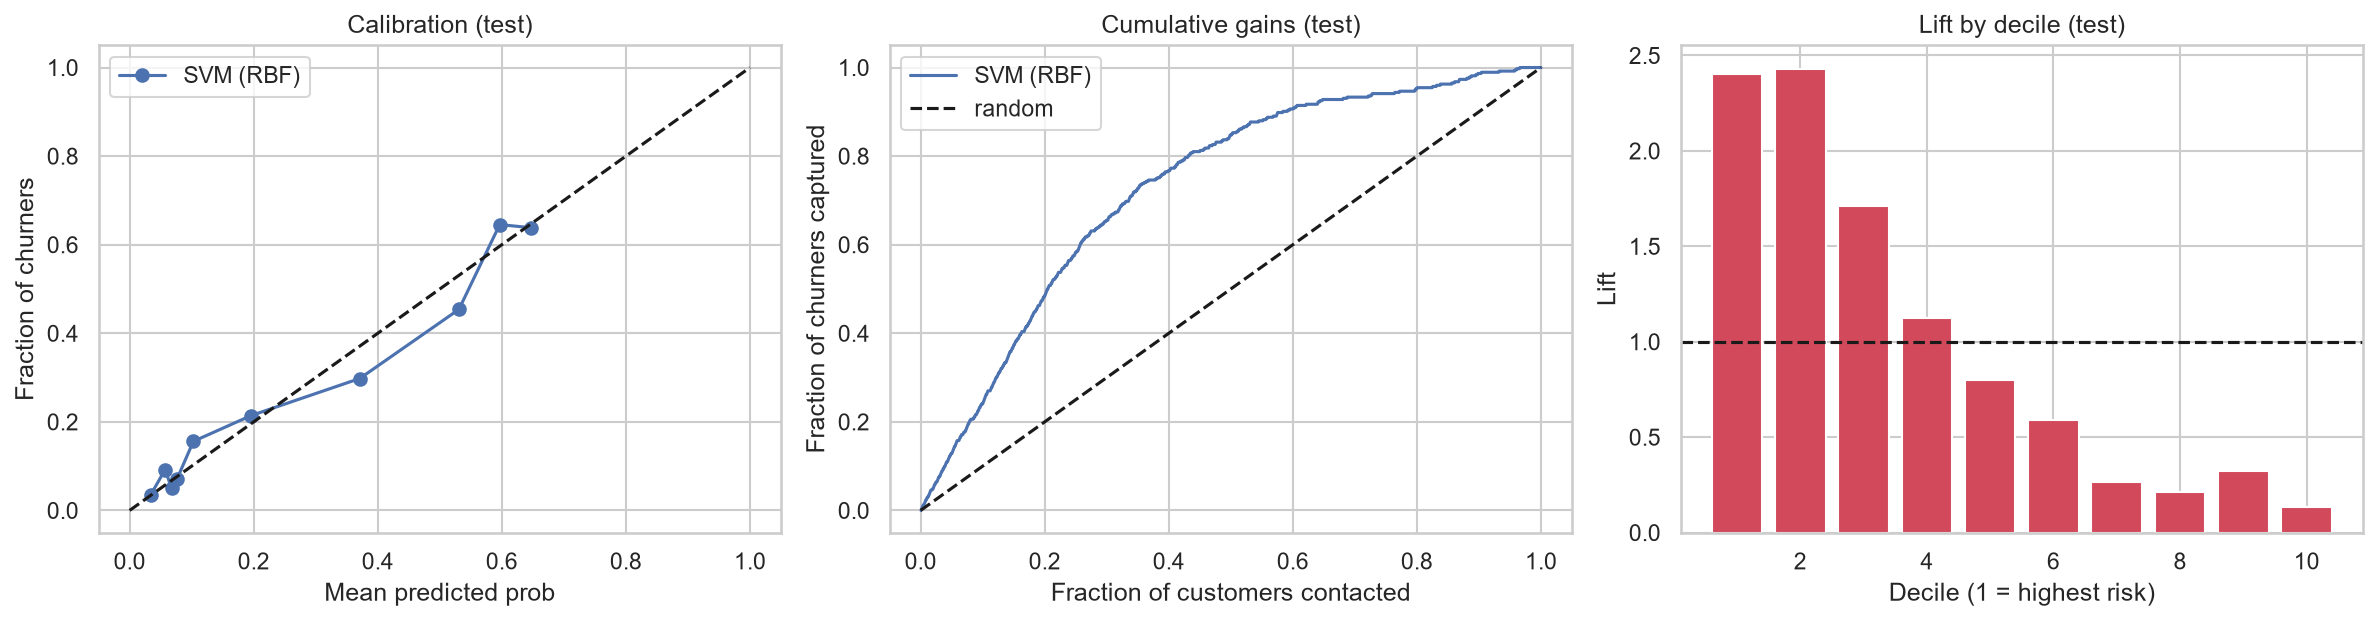 Calibration (test)
SVM (RBF)
1.0
0.8
0.6
0.4
0.2
0.0
Fraction of churners
0.0 0.2 0.4 0.6 0.8 1.0
Mean predicted prob
Cumulative gains (test)
SVM (RBF)
random
1.0
0.8
0.6
0.4
0.2
0.0
Fraction of churners captured
0.0 0.2 0.4 0.6 0.8 1.0
Fraction of customers contacted
Lift by decile (test)
2.5
2.0
1.5
1.0
0.5
0.0
Lift
2 4 6 8 10
Decile (1 = highest risk)